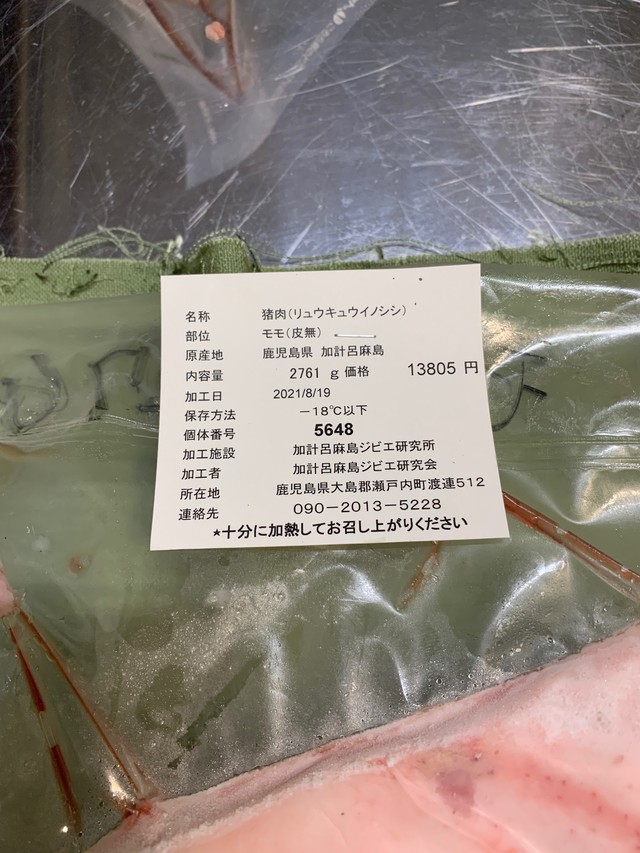 名称 猪肉(リュウキュウイノシシ)
部位 モモ(皮無)
原産地 鹿児島県 加計呂麻島
内容量 2761 g 価格 13805 円
加工日 2021/8/19
保存方法 －18℃以下
個体番号 5648
加工施設 加計呂麻島ジビエ研究所
加工者 加計呂麻島ジビエ研究会
所在地 鹿児島県大島郡瀬戸内町渡連512
連絡先 090-2013-5228
*十分に加熱してお召し上がりください